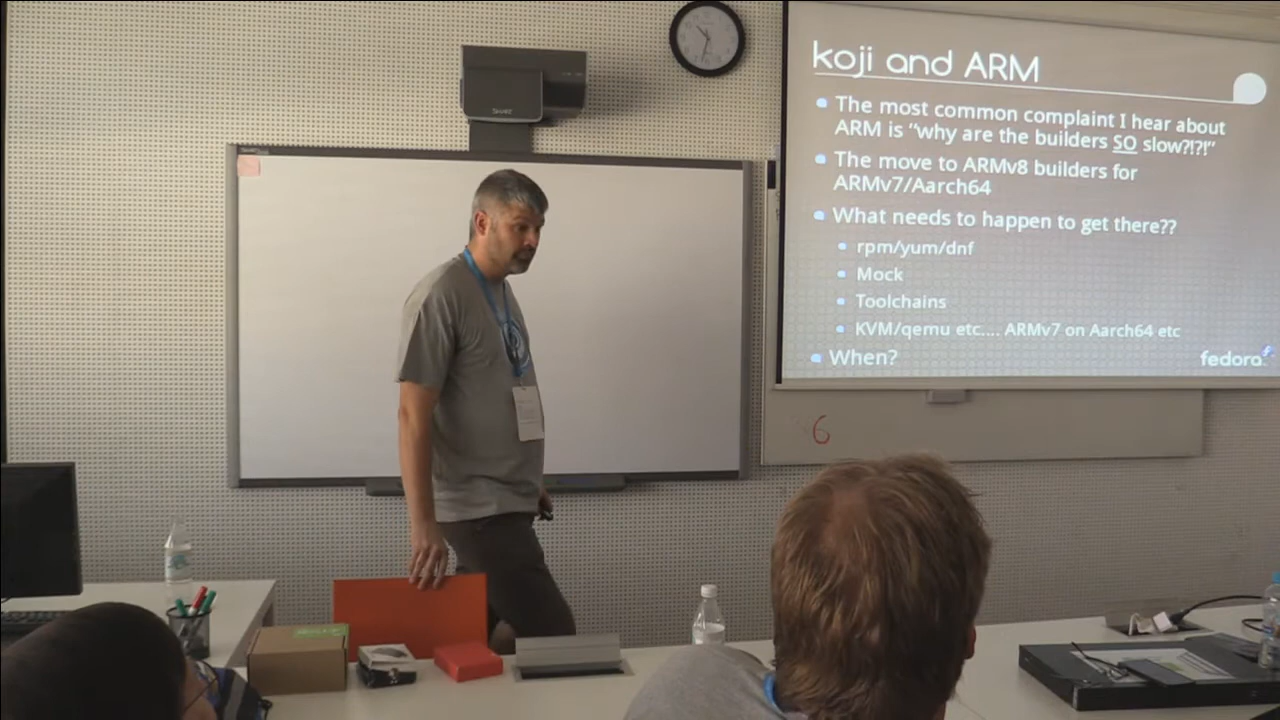 SMART
koji and ARM
The most common complaint I hear about
ARM is "why are the builders SO slow?!?!"
The move to ARMv8 builders for
ARMv7/Aarch64
What needs to happen to get there??
rpm/yum/dnf
Mock
Toolchains
KVM/qemu etc.... ARMv7 on Aarch64 etc
When?
fedora
6